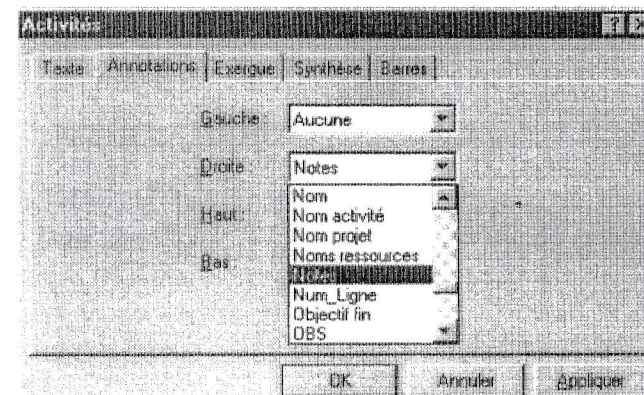 Activités
Texte Annotations Exergue Synthèse Barres
Gauche : Aucune
Droite : Notes
Haut :
Nom
Nom activité
Nom projet
Noms ressources
Notes
Num_Ligne
Objectif fin
OBS
Bas :
OK Annuler Appliquer